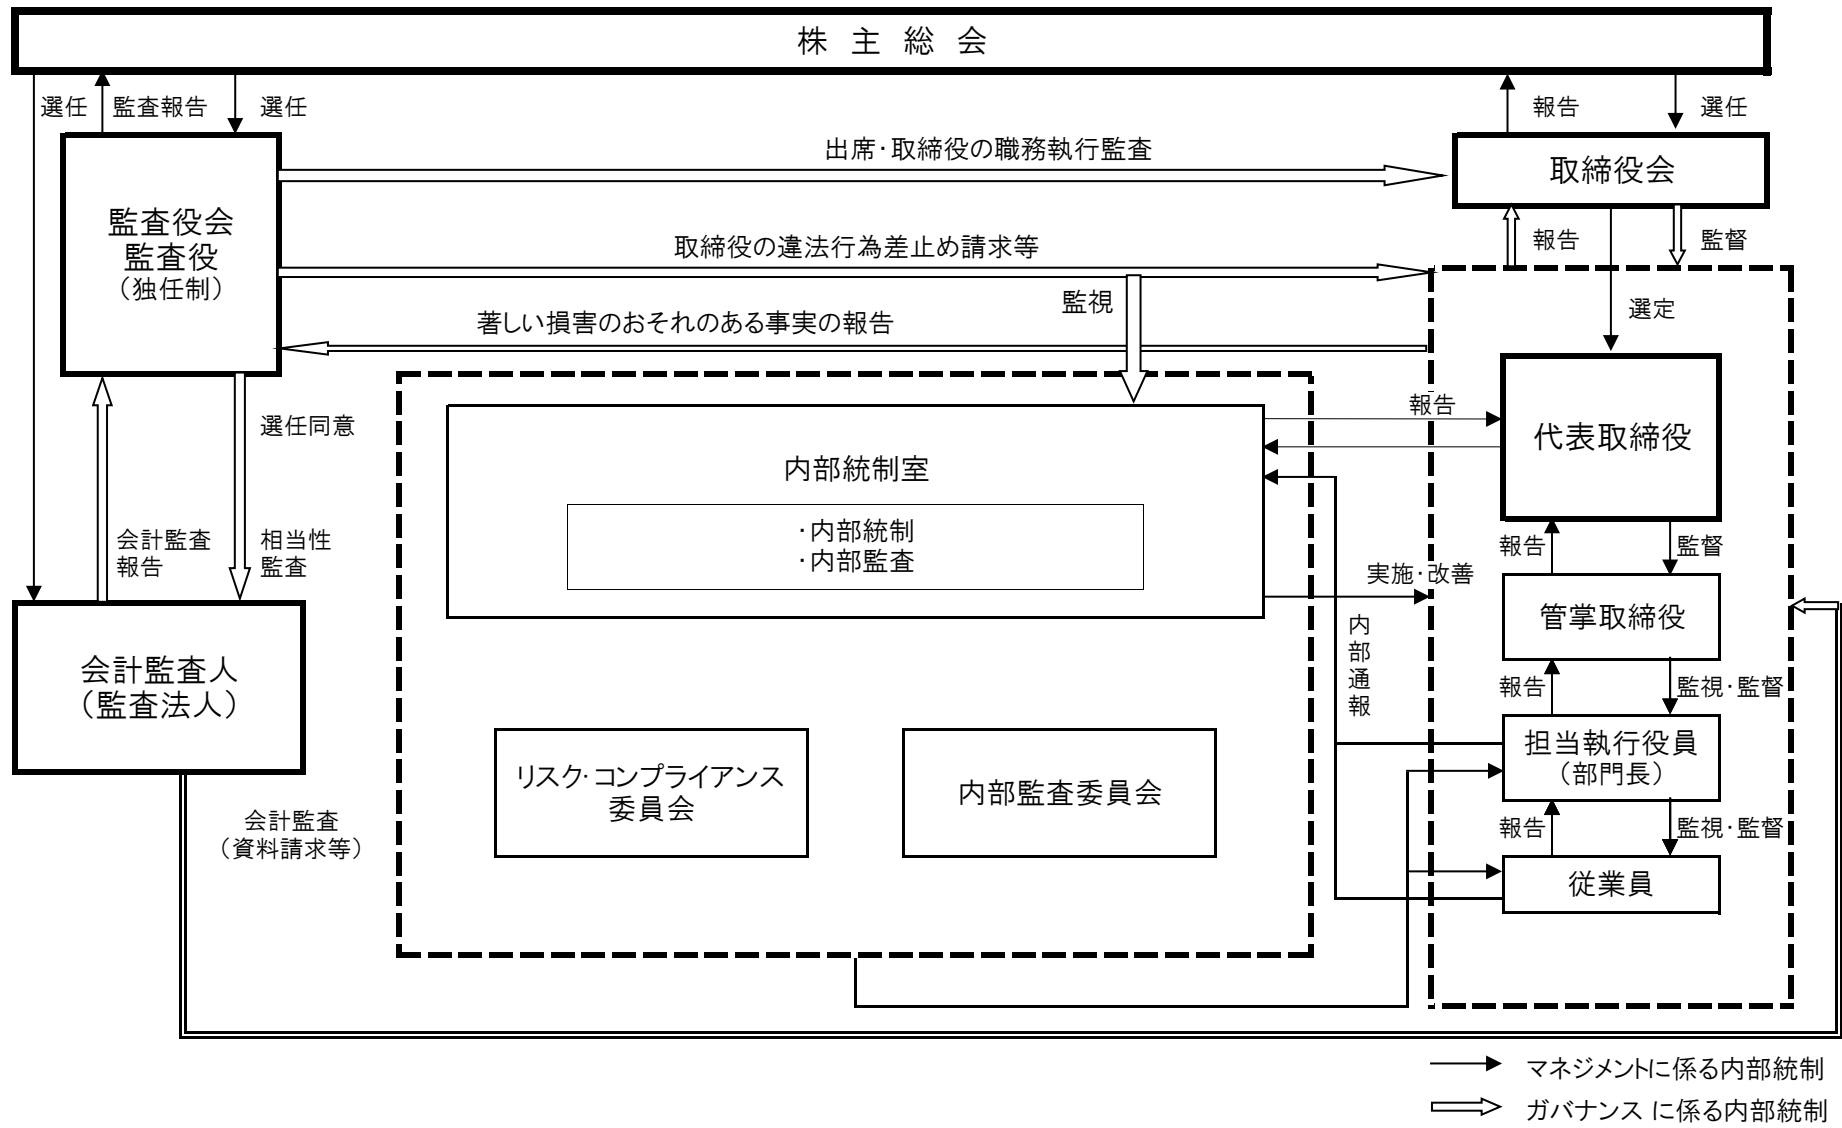 株 主 総 会
選任
監査報告
選任
報告
選任
出席・取締役の職務執行監査
取締役会
監査役会
監査役
（独任制）
取締役の違法行為差止め請求等
報告
監督
監視
選定
著しい損害のおそれのある事実の報告
選任同意
報告
代表取締役
内部統制室
・内部統制
・内部監査
会計監査
報告
相当性
監査
報告
監督
実施・改善
管掌取締役
内
部
通
報
会計監査人
（監査法人）
報告
監視・監督
担当執行役員
（部門長）
リスク・コンプライアンス
委員会
内部監査委員会
会計監査
（資料請求等）
報告
監視・監督
従業員
マネジメントに係る内部統制
ガバナンス に係る内部統制